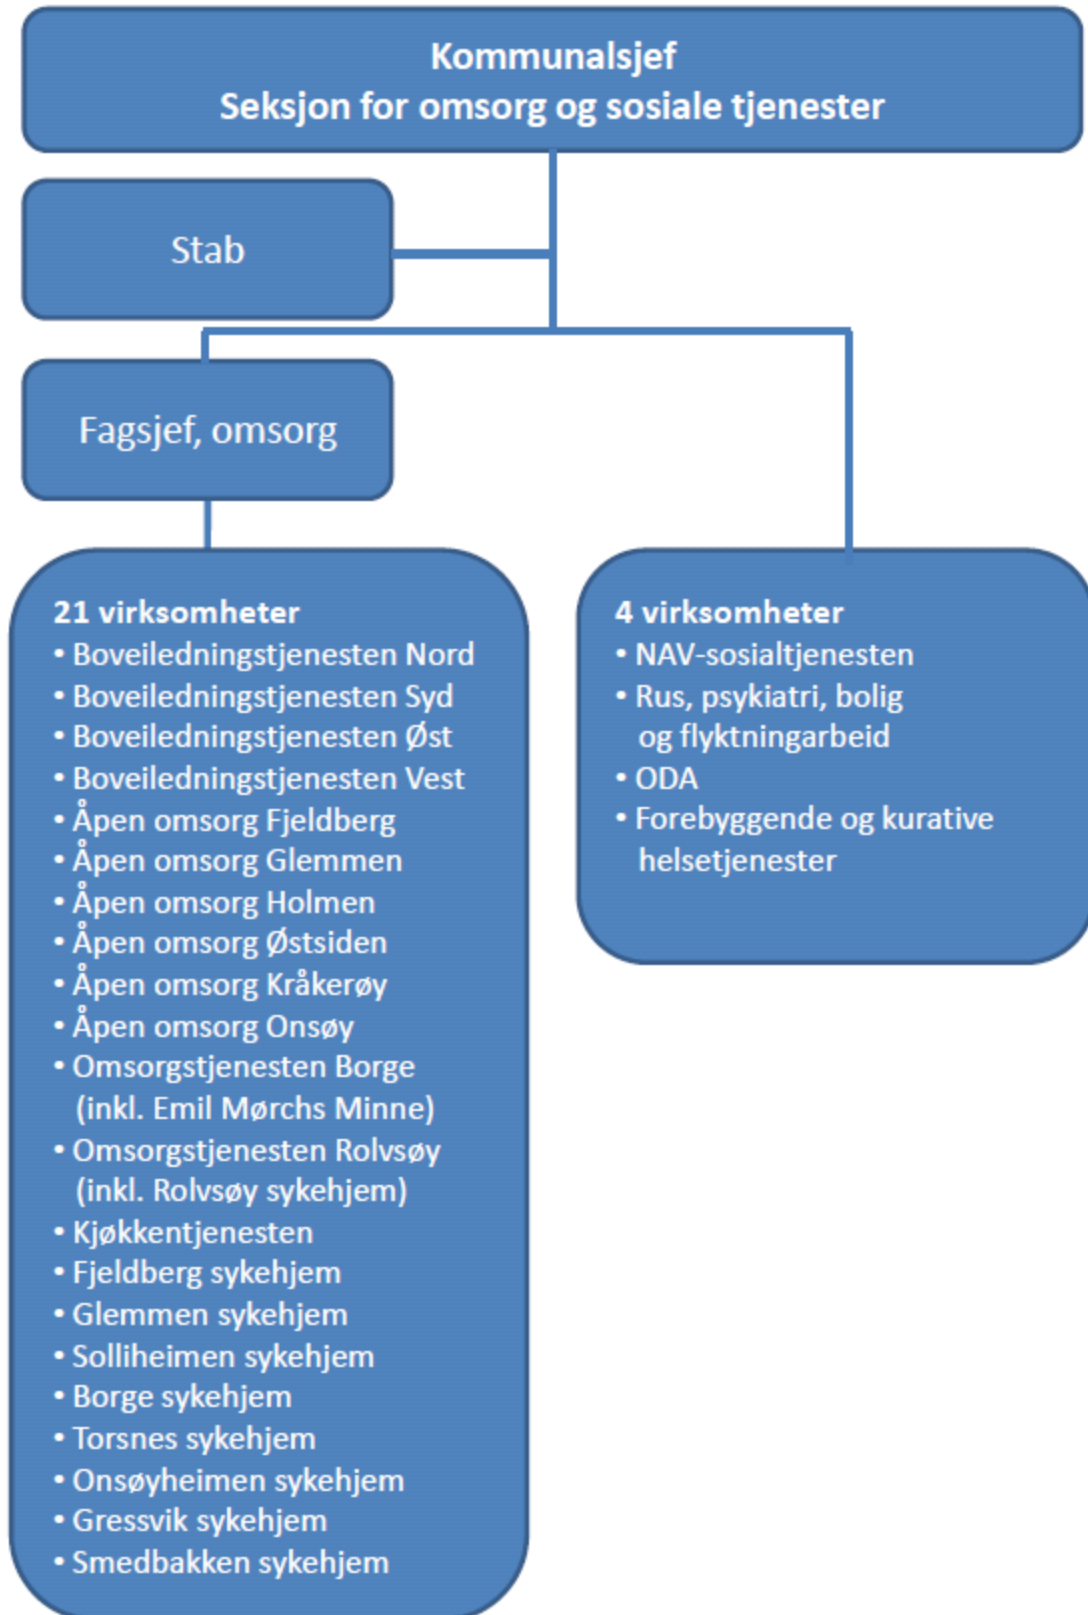 Kommunalsjef
Seksjon for omsorg og sosiale tjenester
Stab
Fagsjef, omsorg
21 virksomheter
• Boveiledningstjenesten Nord
• Boveiledningstjenesten Syd
• Boveiledningstjenesten Øst
• Boveiledningstjenesten Vest
• Åpen omsorg Fjeldberg
• Åpen omsorg Glemmen
• Åpen omsorg Holmen
• Åpen omsorg Østsiden
• Åpen omsorg Kråkerøy
• Åpen omsorg Onsøy
• Omsorgstjenesten Borge
(inkl. Emil Mørchs Minne)
• Omsorgstjenesten Rolvsøy
(inkl. Rolvsøy sykehjem)
• Kjøkkentjenesten
• Fjeldberg sykehjem
• Glemmen sykehjem
• Solliheimen sykehjem
• Borge sykehjem
• Torsnes sykehjem
• Onsøyheimen sykehjem
• Gressvik sykehjem
• Smedbakken sykehjem
4 virksomheter
• NAV-sosialtjenesten
• Rus, psykiatri, bolig
og flyktningarbeid
• ODA
• Forebyggende og kurative
helsetjenester